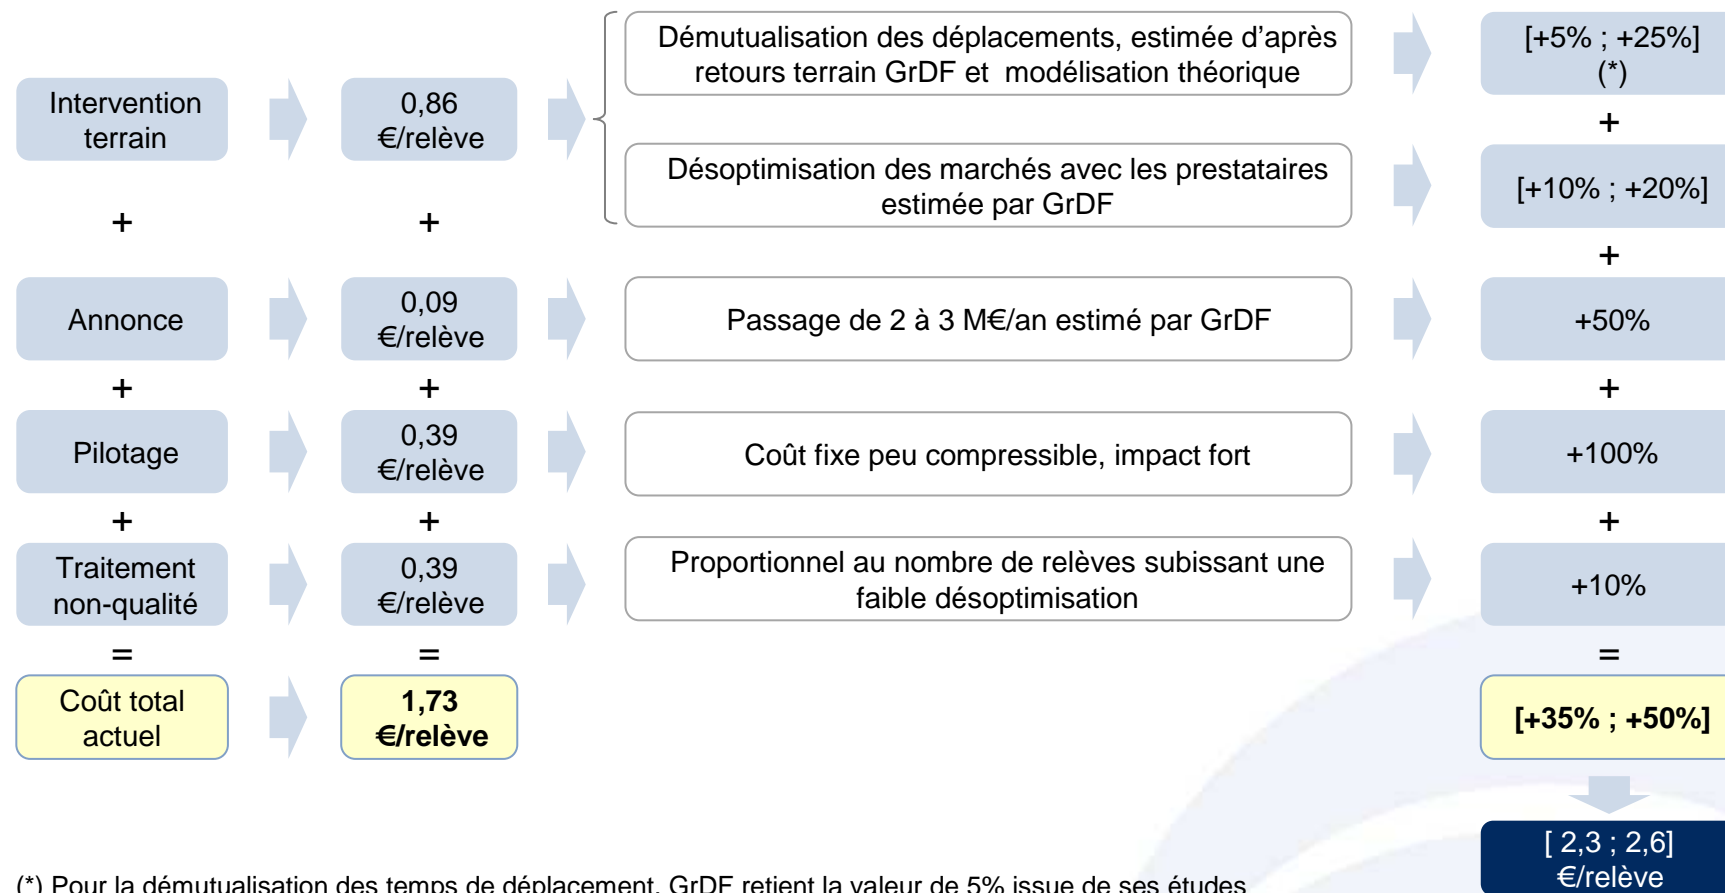 Intervention
terrain
0,86
€/relève
Démutualisation des déplacements, estimée d'après
retours terrain GrDF et modélisation théorique
[+5% ; +25%]
(*)
+
Désoptimisation des marchés avec les prestataires
estimée par GrDF
[+10% ; +20%]
+
+
+
Annonce
0,09
€/relève
Passage de 2 à 3 M€/an estimé par GrDF
+50%
+
+
+
Pilotage
0,39
€/relève
Coût fixe peu compressible, impact fort
+100%
+
+
+
Traitement
non-qualité
0,39
€/relève
Proportionnel au nombre de relèves subissant une
faible désoptimisation
+10%
=
=
=
Coût total
actuel
1,73
€/relève
[+35% ; +50%]
[ 2,3 ; 2,6]
€/relève
(*) Pour la démutualisation des temps de déplacement, GrDF retient la valeur de 5% issue de ses études